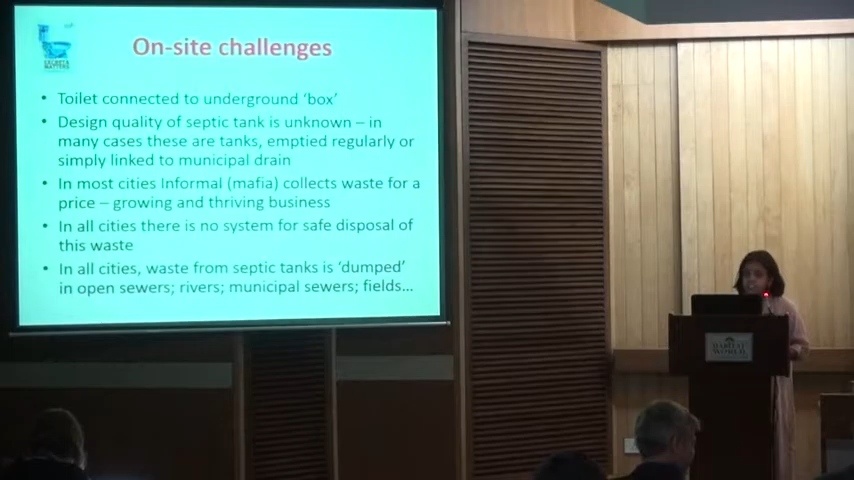 EXCRETA
MATTERS
On-site challenges
• Toilet connected to underground ‘box’
• Design quality of septic tank is unknown – in
many cases these are tanks, emptied regularly or
simply linked to municipal drain
• In most cities Informal (mafia) collects waste for a
price – growing and thriving business
• In all cities there is no system for safe disposal of
this waste
• In all cities, waste from septic tanks is ‘dumped’
in open sewers; rivers; municipal sewers; fields...
HABITAT
WORLD